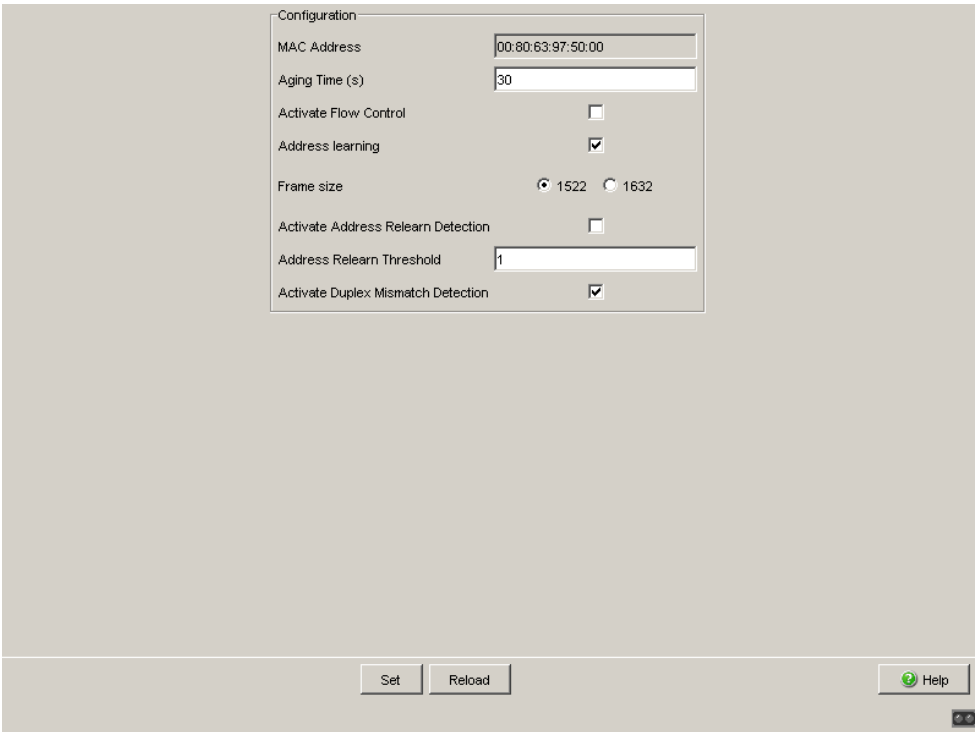 Configuration
MAC Address 00:80:63:97:50:00
Aging Time (s) 30
Activate Flow Control
Address learning
Frame size 1522 1632
Activate Address Relearn Detection
Address Relearn Threshold 1
Activate Duplex Mismatch Detection
Set Reload Help